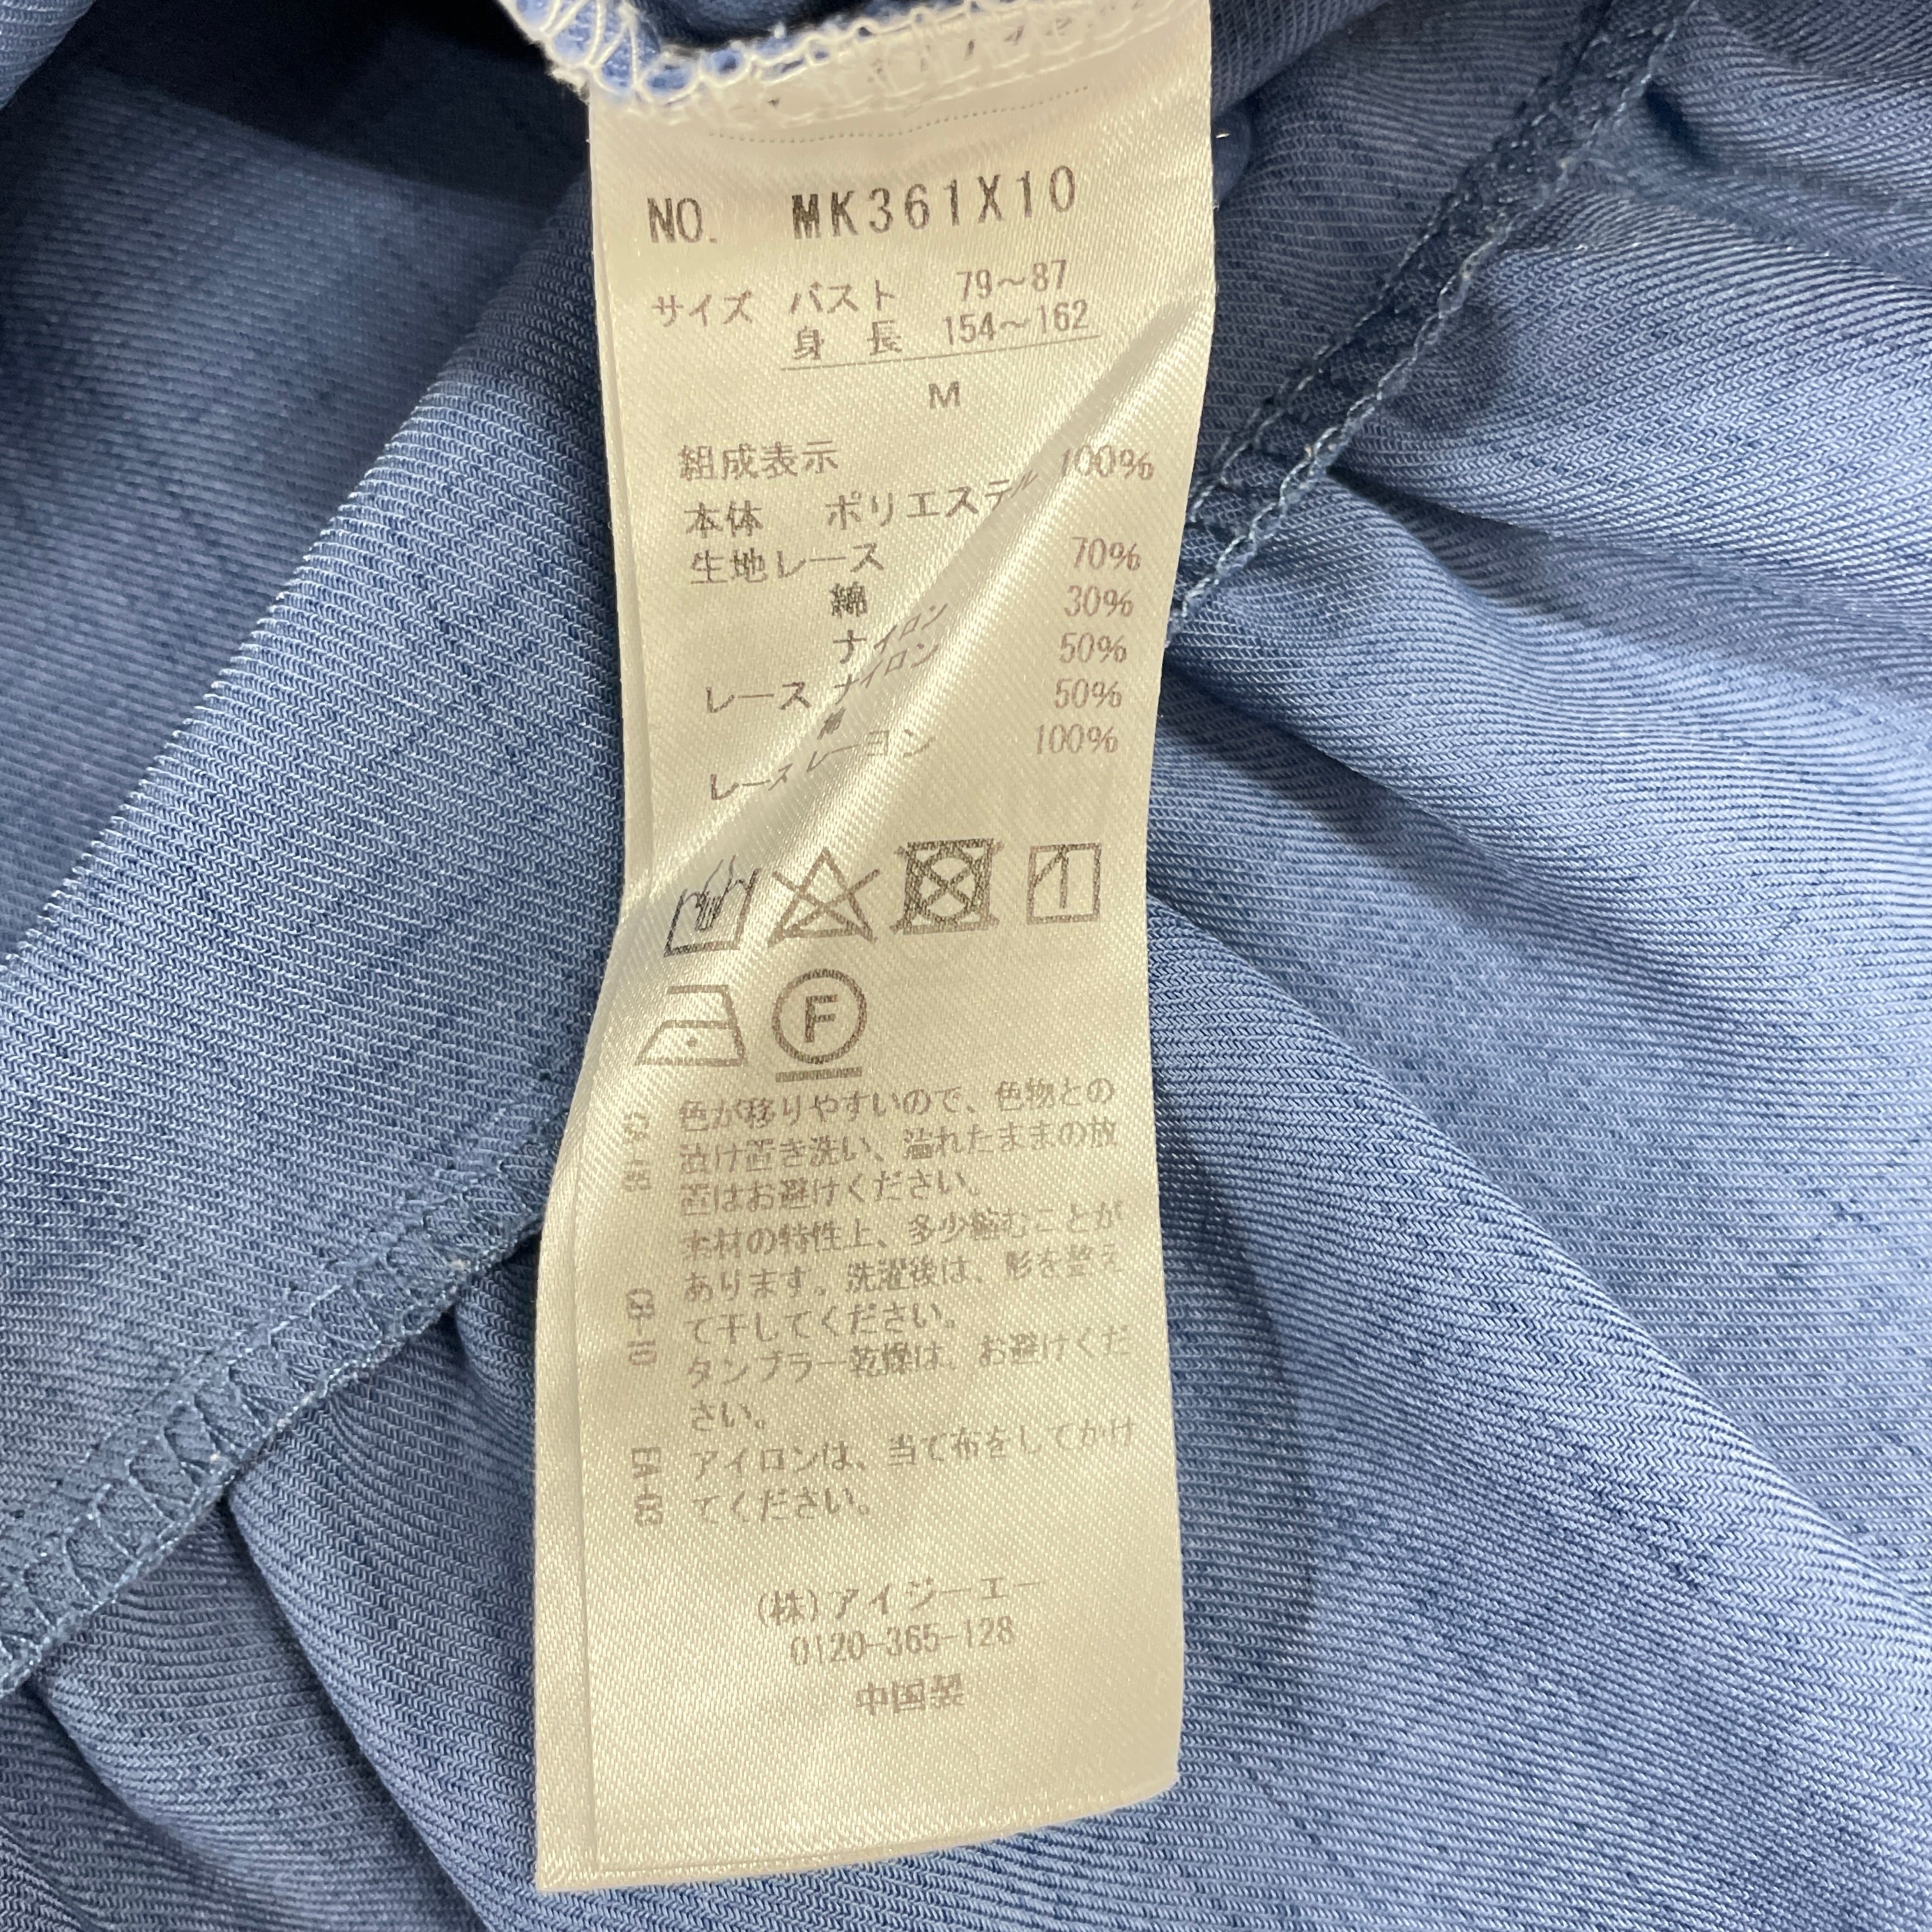 NO. MK361X10
サイズ バスト 79～87
身 長 154～162
M
組成表示
本体 ポリエステル 100%
生地レース
綿 70%
ナイロン 30%
レース ナイロン 50%
綿 50%
レース レーヨン 100%
F
色が移りやすいので、色物との
漬け置き洗い、濡れたままの放
置はお避けください。
素材の特性上、多少縮むことが
あります。洗濯後は、形を整え
て干してください。
タンブラー乾燥は、お避けくだ
さい。
アイロンは、当て布をしてかけ
てください。
(株)アイジーエー
0120-365-128
中国製